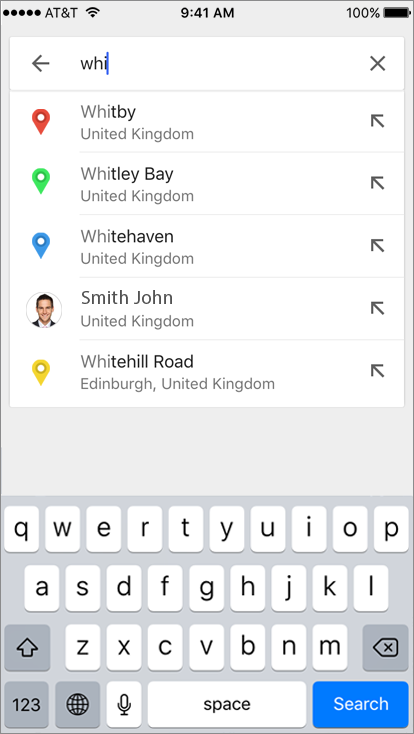 AT&T 9:41 AM 100%
whi
Whitby
United Kingdom
Whitley Bay
United Kingdom
Whitehaven
United Kingdom
Smith John
United Kingdom
Whitehill Road
Edinburgh, United Kingdom
q w e r t y u i o p
a s d f g h j k l
z x c v b n m
123 space Search